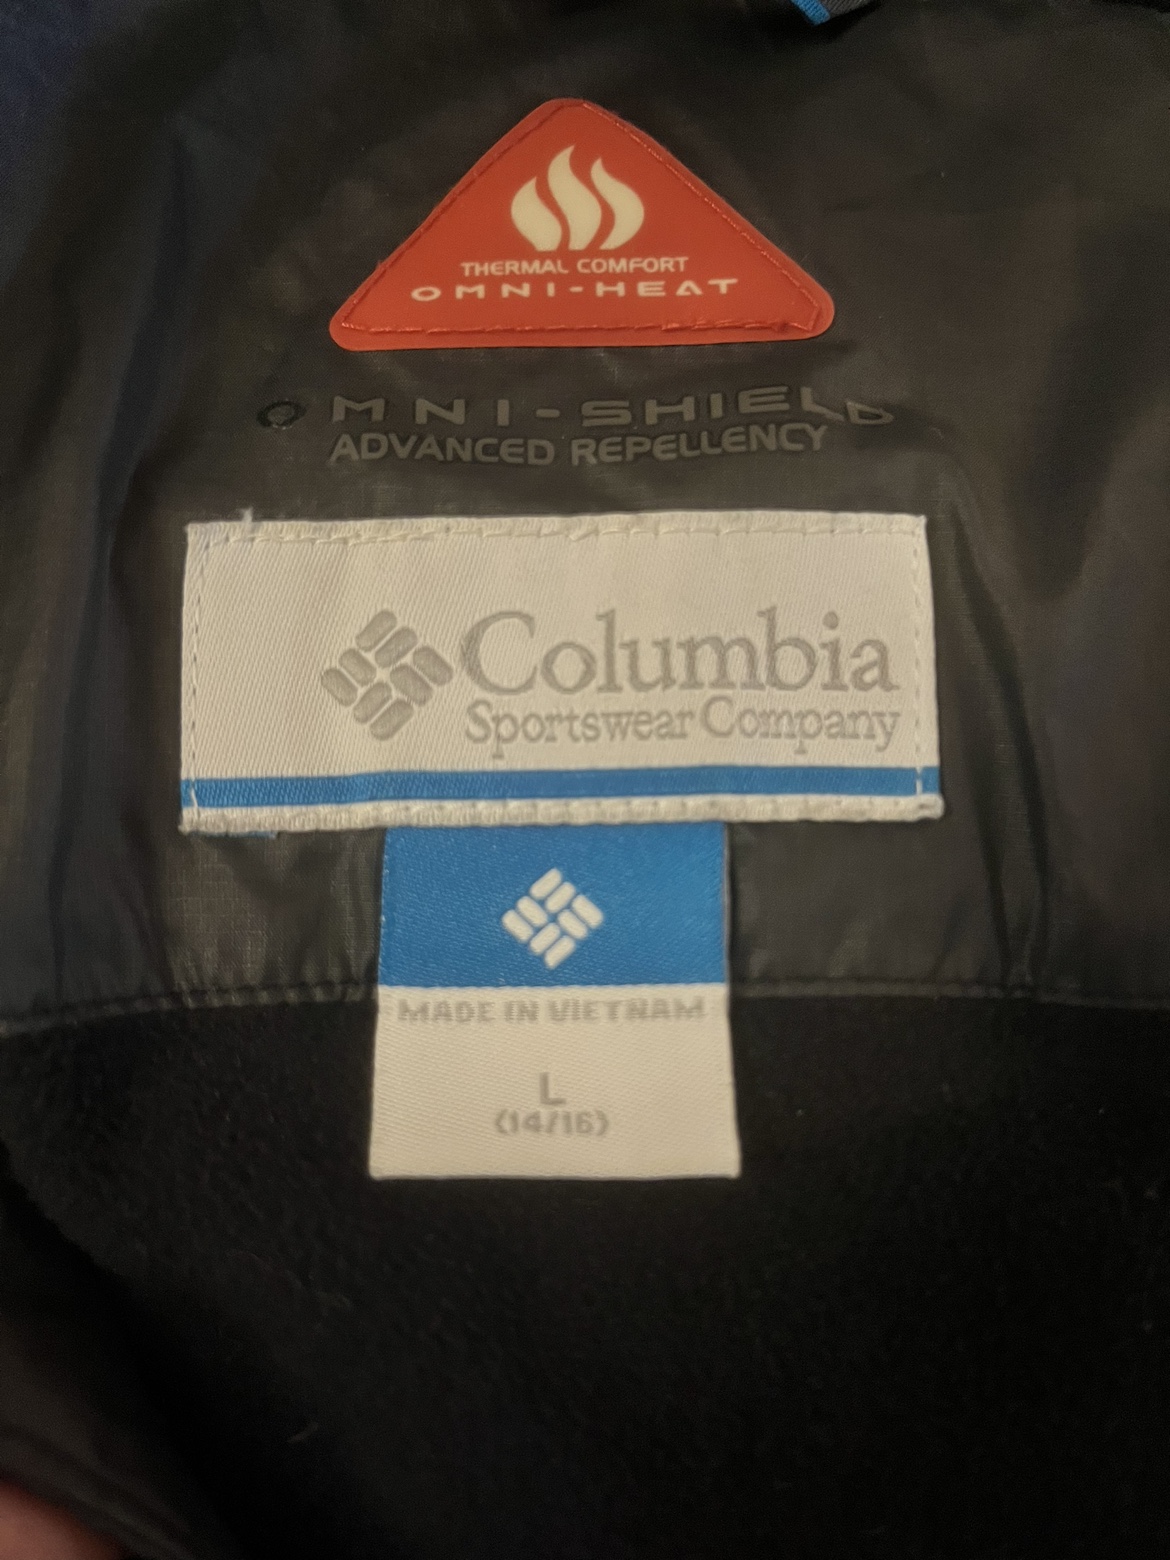 THERMAL COMFORT
OMNI-HEAT
OMNI-SHIELD
ADVANCED REPELLENCY
Columbia
Sportswear Company
MADE IN VIETNAM
L
(14/16)